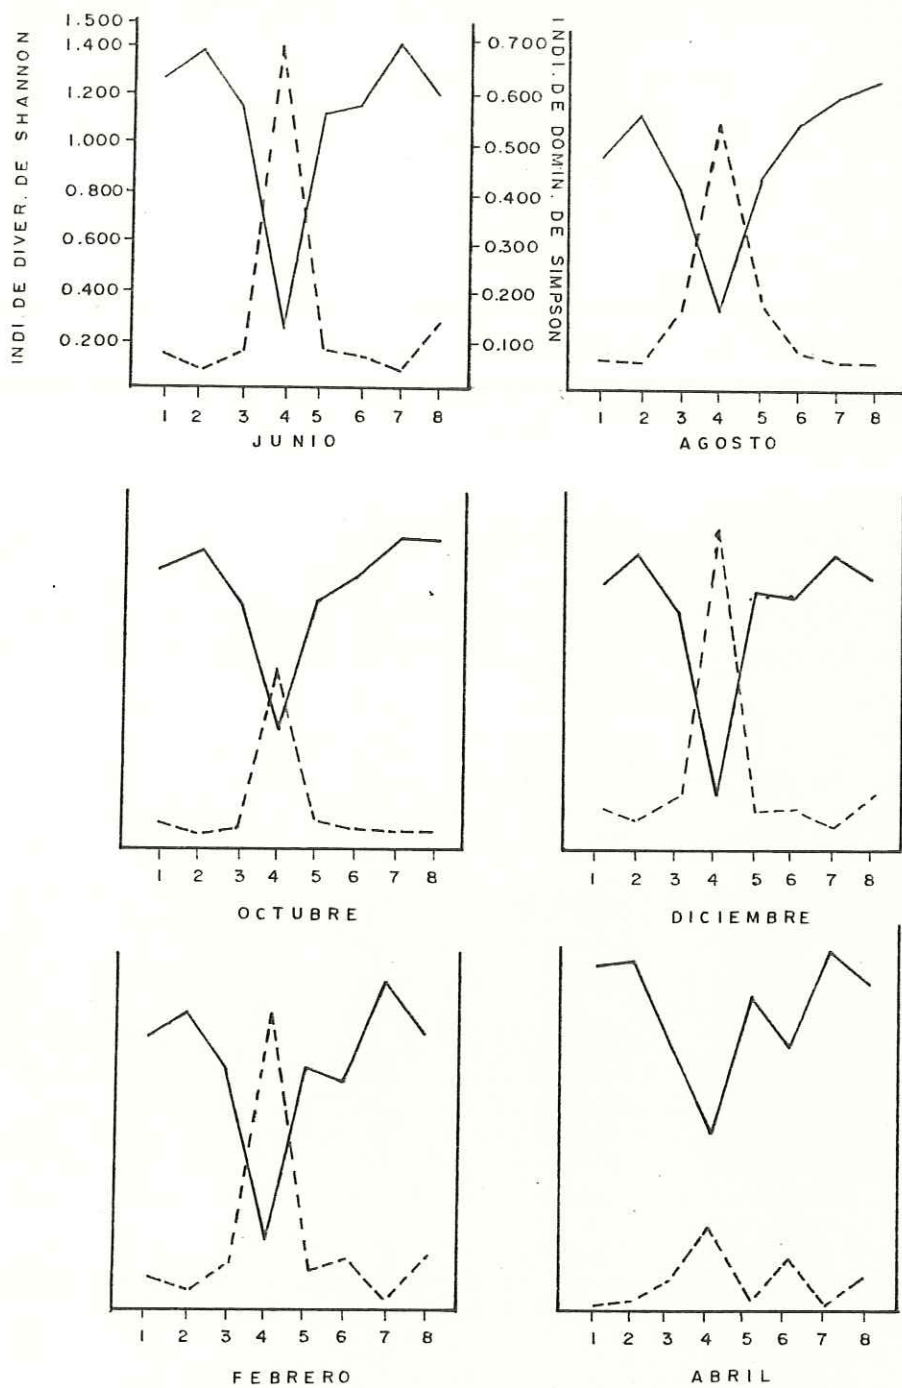 INDI. DE DIVER. DE SHANNON
1.500
1.400
1.200
1.000
0.800
0.600
0.400
0.200
1 2 3 4 5 6 7 8
JUNIO
0.700
0.600
0.500
0.400
0.300
0.200
0.100
INDI. DE DOMIN. DE SIMPSON
1 2 3 4 5 6 7 8
AGOSTO
1 2 3 4 5 6 7 8
OCTUBRE
1 2 3 4 5 6 7 8
DICIEMBRE
1 2 3 4 5 6 7 8
FEBRERO
1 2 3 4 5 6 7 8
ABRIL